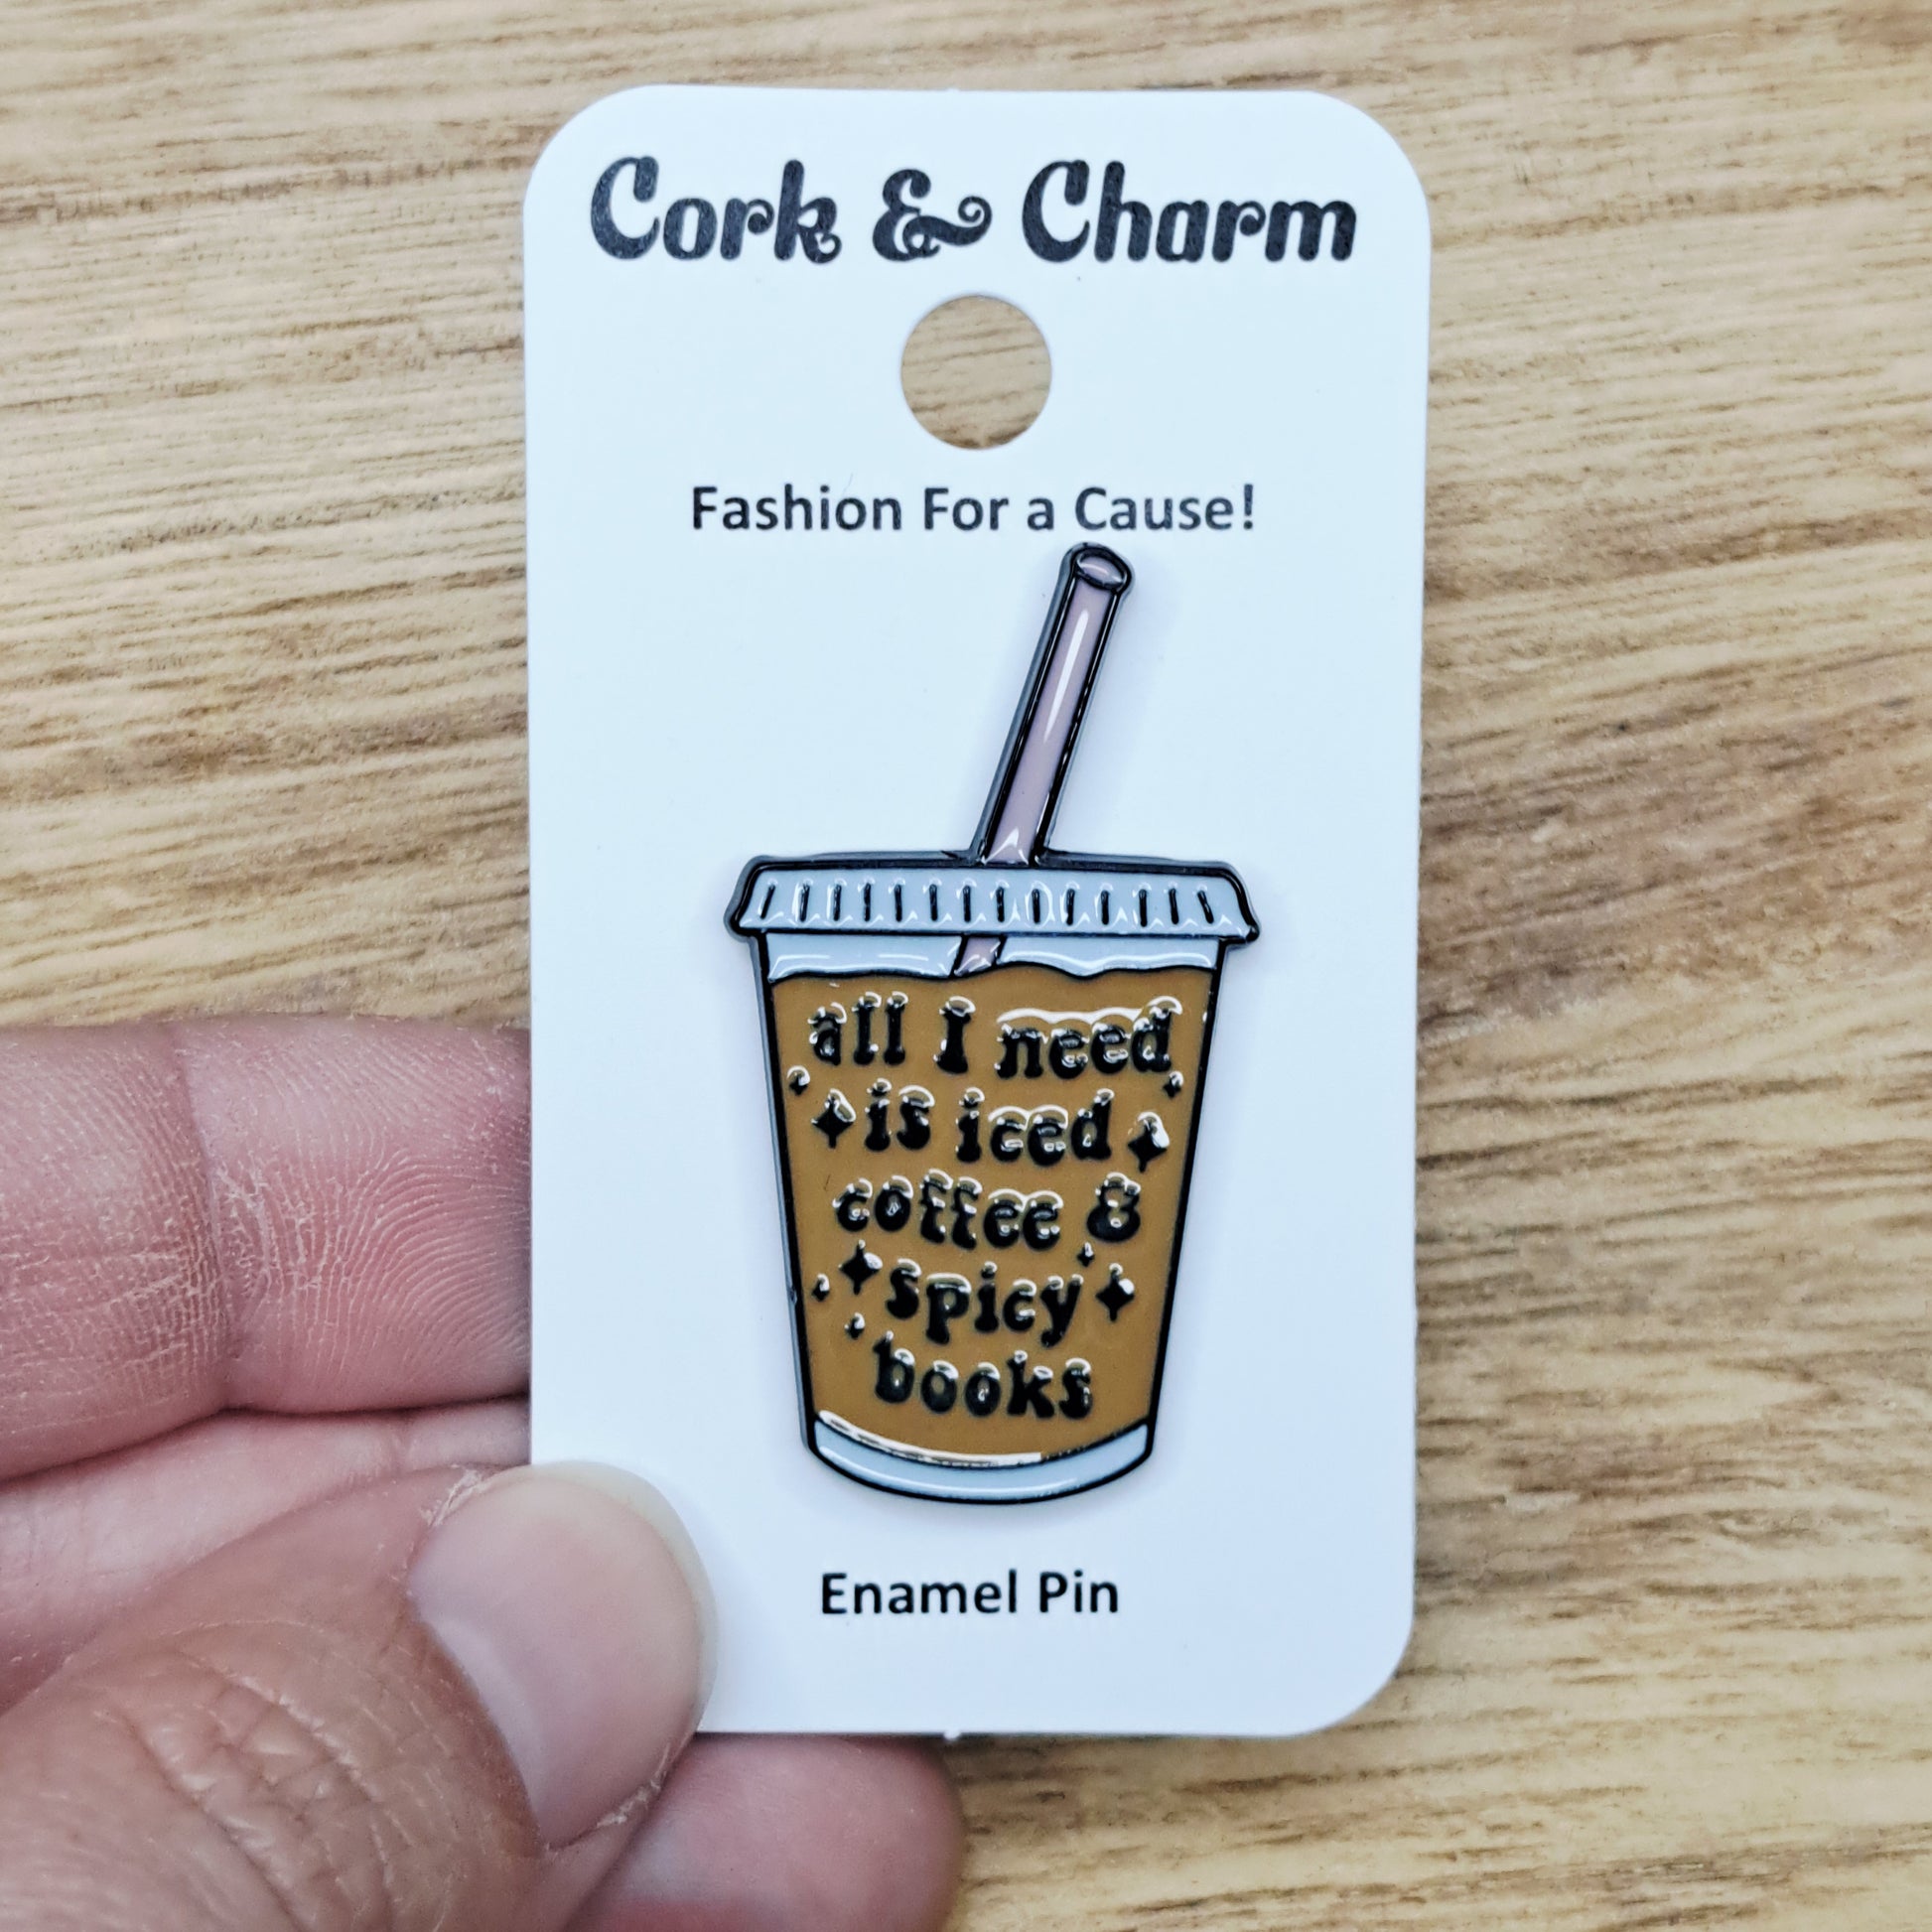 Cork & Charm
Fashion For a Cause!
all I need
is iced
coffee &
spicy
books
Enamel Pin